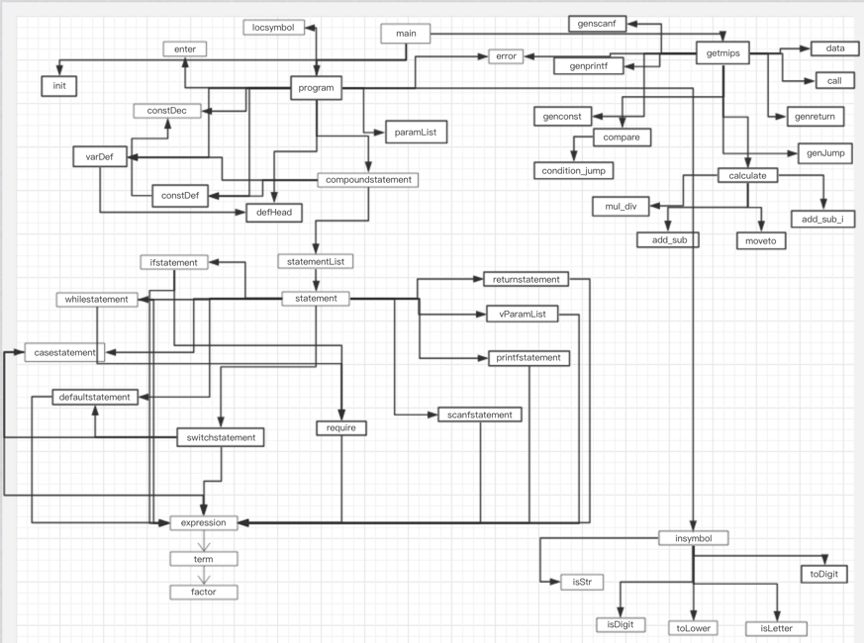 genscanf
locsymbol
main
enter
error
getmips
data
genprintf
init
program
call
constDec
genconst
genreturn
paramList
compare
varDef
genJump
condition_jump
compoundstatement
calculate
constDef
mul_div
defHead
add_sub_i
add_sub
moveto
ifstatement
statementList
returnstatement
whilestatement
statement
vParamList
casestatement
printfstatement
defaultstatement
scanfstatement
require
switchstatement
expression
insymbol
term
toDigit
isStr
factor
isDigit
toLower
isLetter